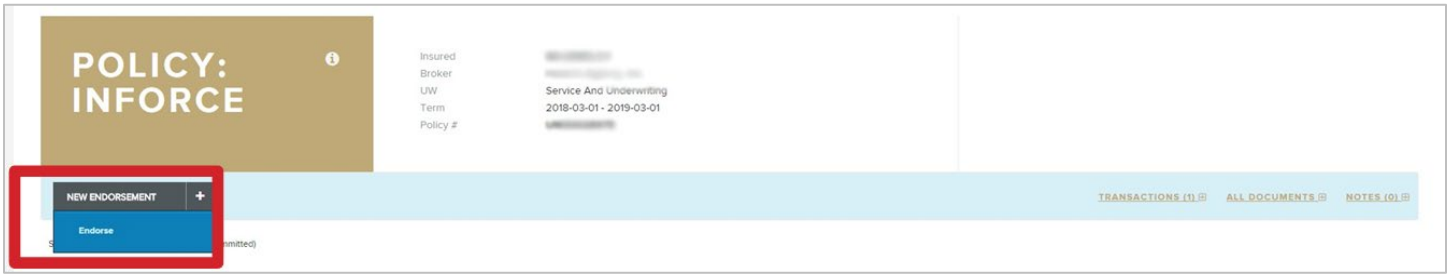 POLICY:
INFORCE
Insured
Broker
UW Service And Underwriting
Term 2018-03-01 - 2019-03-01
Policy #
NEW ENDORSEMENT +
TRANSACTIONS (1) ALL DOCUMENTS NOTES (0)
Endorse
mmitted)